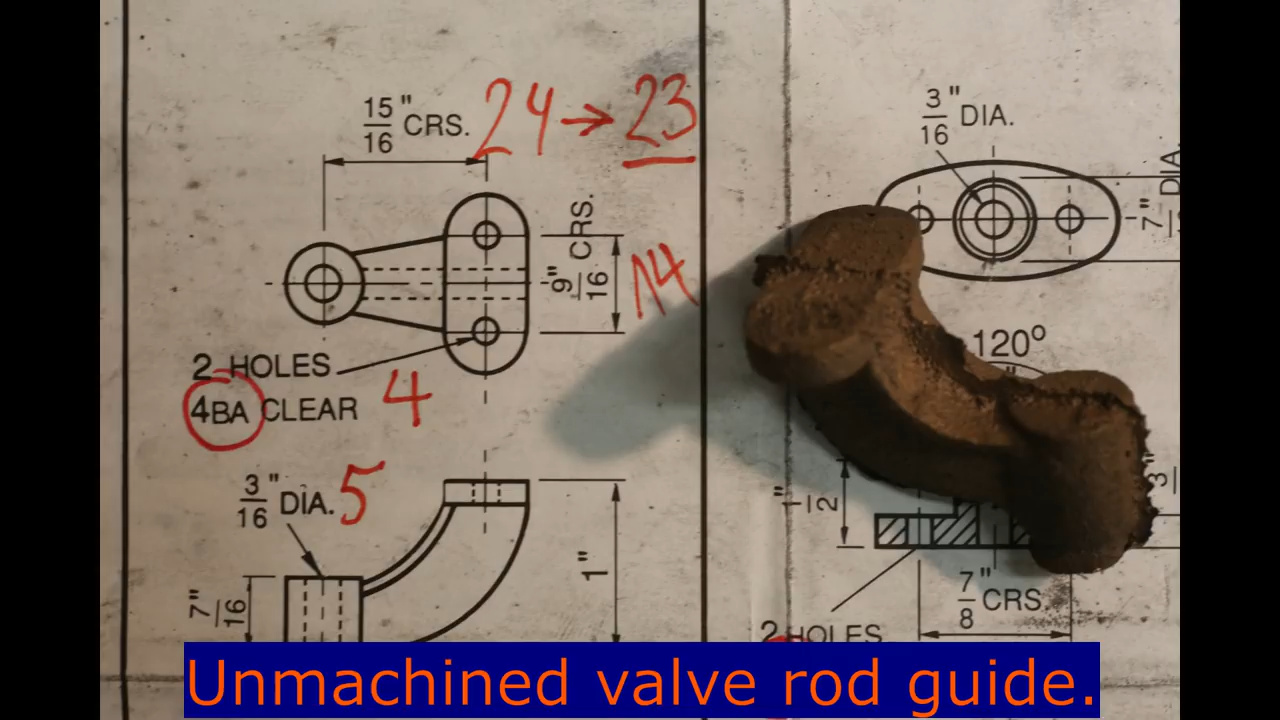 15/16" CRS. 24 → 23
9/16" CRS. 14
2 HOLES
4BA CLEAR 4
3/16" DIA. 5
7/16"
1"
3/16" DIA.
7" DIA.
120°
1/2"
3"
7/8" CRS.
2 HOLES
Unmachined valve rod guide.